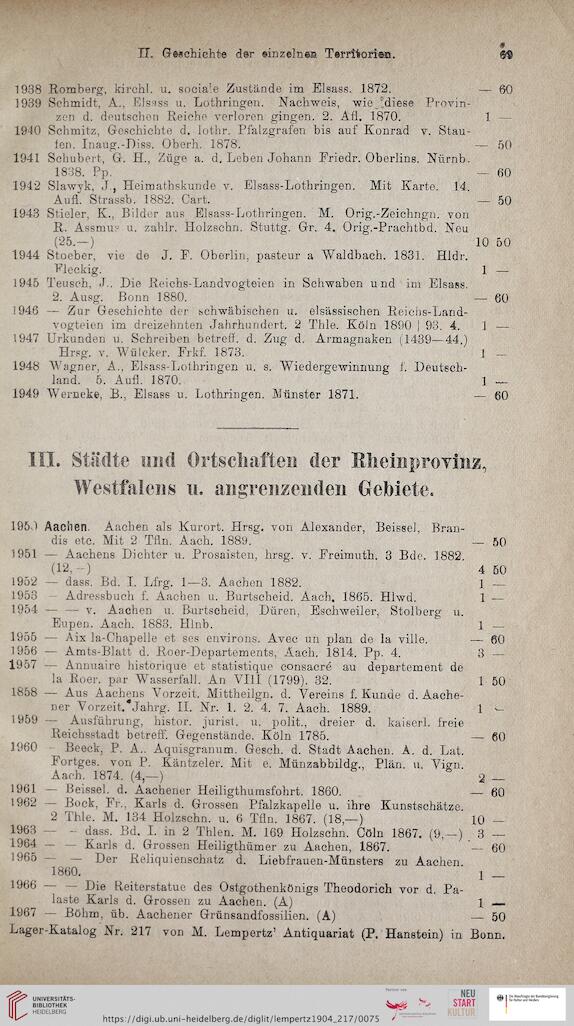 II. Geschichte der einzelnen Territorien. 69
1938 Romberg, kirchl. u. sociale Zustände im Elsass. 1872. — 60
1939 Schmidt, A., Elsass u. Lothringen. Nachweis, wie diese Provin-
zen d. deutschen Reiche verloren gingen. 2. Afl. 1870. 1 —
1940 Schmitz, Geschichte d. lothr. Pfalzgrafen bis auf Konrad v. Stau-
fen. Inaug.-Diss. Oberh. 1878. — 50
1941 Schubert, G. H., Züge a. d. Leben Johann Friedr. Oberlins. Nürnb.
1838. Pp. — 60
1942 Slawyk, J., Heimathskunde v. Elsass-Lothringen. Mit Karte. 14.
Aufl. Strassb. 1882. Cart. — 50
1943 Stieler, K., Bilder aus Elsass-Lothringen. M. Orig.-Zeichngn. von
R. Assmus u. zahlr. Holzschn. Stuttg. Gr. 4. Orig.-Prachtbd. Neu
(25.—) 10 50
1944 Stoeber, vie de J. F. Oberlin, pasteur a Waldbach. 1831. Hldr.
Fleckig. 1 —
1945 Teusch, J.. Die Reichs-Landvogteien in Schwaben und im Elsass.
2. Ausg. Bonn 1880. — 60
1946 — Zur Geschichte der schwäbischen u. elsässischen Reichs-Land-
vogteien im dreizehnten Jahrhundert. 2 Thle. Köln 1890 | 93. 4. 1 —
1947 Urkunden u. Schreiben betreff. d. Zug d. Armagnaken (1439—44.)
Hrsg. v. Wülcker. Frkf. 1873. 1 —
1948 Wagner, A., Elsass-Lothringen u. s. Wiedergewinnung f. Deutsch-
land. 5. Aufl. 1870. 1 —
1949 Werneke, B., Elsass u. Lothringen. Münster 1871. — 60
III. Städte und Ortschaften der Rheinprovinz,
Westfalens u. angrenzenden Gebiete.
1950 Aachen. Aachen als Kurort. Hrsg. von Alexander, Beissel, Bran-
dis etc. Mit 2 Tfln. Aach. 1889. — 50
1951 — Aachens Dichter u. Prosaisten, hrsg. v. Freimuth. 3 Bde. 1882.
(12,—) 4 50
1952 — dass. Bd. I. Lfrg. 1—3. Aachen 1882. 1 —
1953 — Adressbuch f. Aachen u. Burtscheid. Aach. 1865. Hlwd. 1 —
1954 — — v. Aachen u. Burtscheid, Düren, Eschweiler, Stolberg u.
Eupen. Aach. 1883. Hlnb. 1 —
1955 — Aix la-Chapelle et ses environs. Avec un plan de la ville. — 60
1956 — Amts-Blatt d. Roer-Departements, Aach. 1814. Pp. 4. 3 —
1957 — Annuaire historique et statistique consacré au departement de
la Roer. par Wasserfall. An VIII (1799). 32. 1 50
1858 — Aus Aachens Vorzeit. Mittheilgn. d. Vereins f. Kunde d. Aache-
ner Vorzeit. Jahrg. II. Nr. 1. 2. 4. 7. Aach. 1889. 1 —
1959 — Ausführung, histor. jurist. u. polit., dreier d. kaiserl. freie
Reichsstadt betreff. Gegenstände. Köln 1785. — 60
1960 — Beeck, P. A.. Aquisgranum. Gesch. d. Stadt Aachen. A. d. Lat.
Fortges. von P. Käntzeler. Mit e. Münzabbildg., Plän. u. Vign.
Aach. 1874. (4,—) 2 —
1961 — Beissel. d. Aachener Heiligthumsfohrt. 1860. — 60
1962 — Bock, Fr., Karls d. Grossen Pfalzkapelle u. ihre Kunstschätze.
2 Thle. M. 134 Holzschn. u. 6 Tfln. 1867. (18,—) 10 —
1963 — — dass. Bd. I. in 2 Thlen. M. 169 Holzschn. Cöln 1867. (9,—) 3 —
1964 — — Karls d. Grossen Heiligthümer zu Aachen, 1867. — 60
1965 — — Der Reliquienschatz d. Liebfrauen-Münsters zu Aachen.
1860. 1 —
1966 — — Die Reiterstatue des Ostgothenkönigs Theodorich vor d. Pa-
laste Karls d. Grossen zu Aachen. (A) 1 —
1967 — Böhm, üb. Aachener Grünsandfossilien. (A) — 50
Lager-Katalog Nr. 217 von M. Lempertz' Antiquariat (P. Hanstein) in Bonn.
UNIVERSITÄTS-
BIBLIOTHEK
HEIDELBERG
https://digi.ub.uni-heidelberg.de/diglit/lempertz1904_217/0075
NEU
START
KULTUR